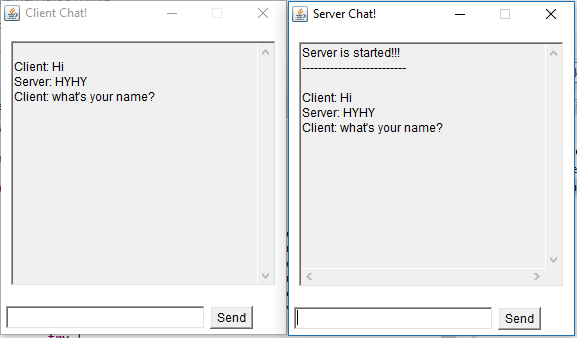 Client Chat!
Client: Hi
Server: HYHY
Client: what's your name?
Send
Server Chat!
Server is started!!!
--------------------------
Client: Hi
Server: HYHY
Client: what's your name?
Send